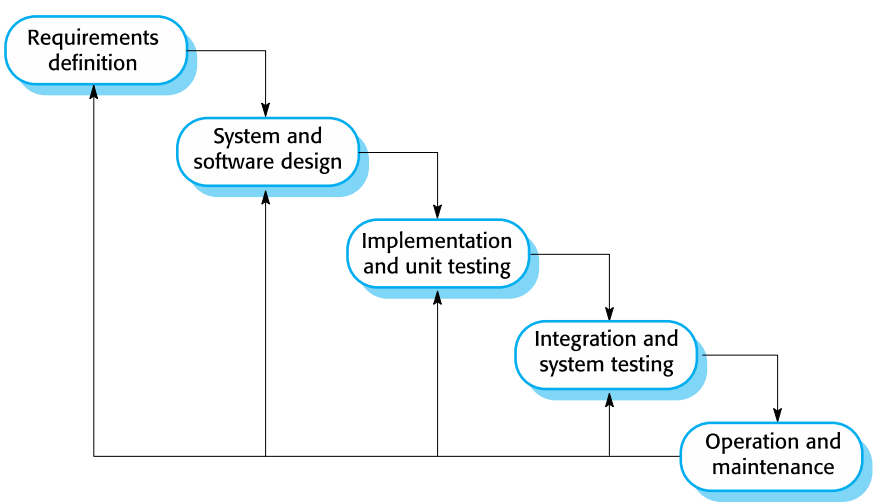 Requirements
definition
System and
software design
Implementation
and unit testing
Integration and
system testing
Operation and
maintenance